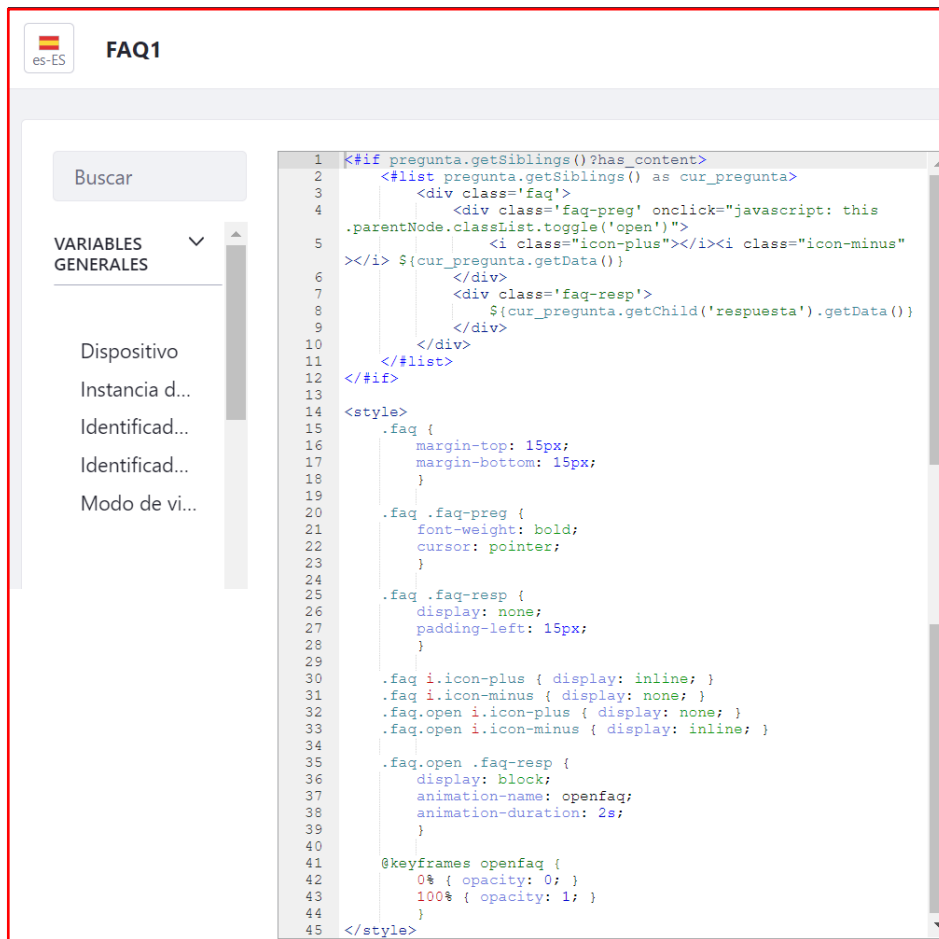 es-ES
FAQ1
Buscar
VARIABLES
GENERALES
Dispositivo
Instancia d...
Identificad...
Identificad...
Modo de vi...
1 <#if pregunta.getSiblings()?has_content>
2     <#list pregunta.getSiblings() as cur_pregunta>
3         <div class='faq'>
4             <div class='faq-preg' onclick="javascript: this
.parentNode.classList.toggle('open')">
5                 <i class="icon-plus"></i><i class="icon-minus"
></i> ${cur_pregunta.getData()}
6             </div>
7             <div class='faq-resp'>
8                 ${cur_pregunta.getChild('respuesta').getData()}
9             </div>
10         </div>
11     </#list>
12 </#if>
13
14 <style>
15     .faq {
16         margin-top: 15px;
17         margin-bottom: 15px;
18         }
19
20     .faq .faq-preg {
21         font-weight: bold;
22         cursor: pointer;
23         }
24
25     .faq .faq-resp {
26         display: none;
27         padding-left: 15px;
28         }
29
30     .faq i.icon-plus { display: inline; }
31     .faq i.icon-minus { display: none; }
32     .faq.open i.icon-plus { display: none; }
33     .faq.open i.icon-minus { display: inline; }
34
35     .faq.open .faq-resp {
36         display: block;
37         animation-name: openfaq;
38         animation-duration: 2s;
39         }
40
41     @keyframes openfaq {
42         0% { opacity: 0; }
43         100% { opacity: 1; }
44         }
45 </style>